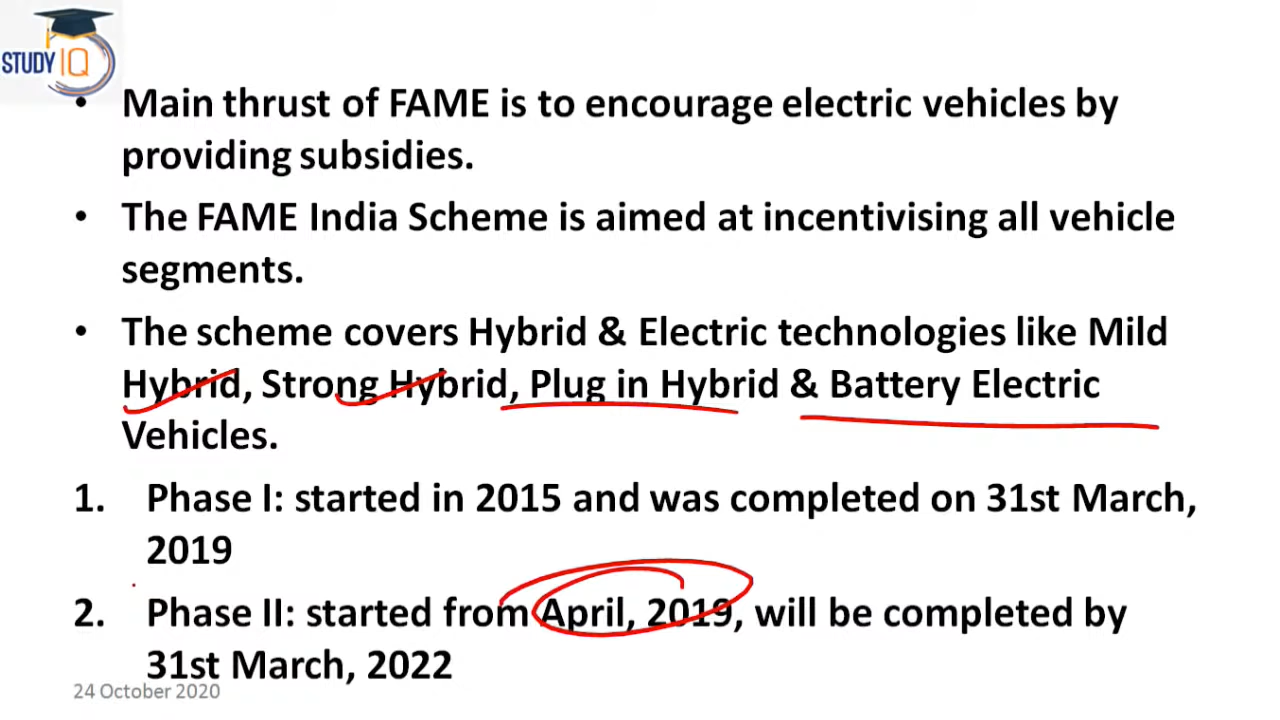 STUDY IQ
• Main thrust of FAME is to encourage electric vehicles by
providing subsidies.
• The FAME India Scheme is aimed at incentivising all vehicle
segments.
• The scheme covers Hybrid & Electric technologies like Mild
Hybrid, Strong Hybrid, Plug in Hybrid & Battery Electric
Vehicles.
1. Phase I: started in 2015 and was completed on 31st March,
2019
2. Phase II: started from April, 2019, will be completed by
31st March, 2022
24 October 2020